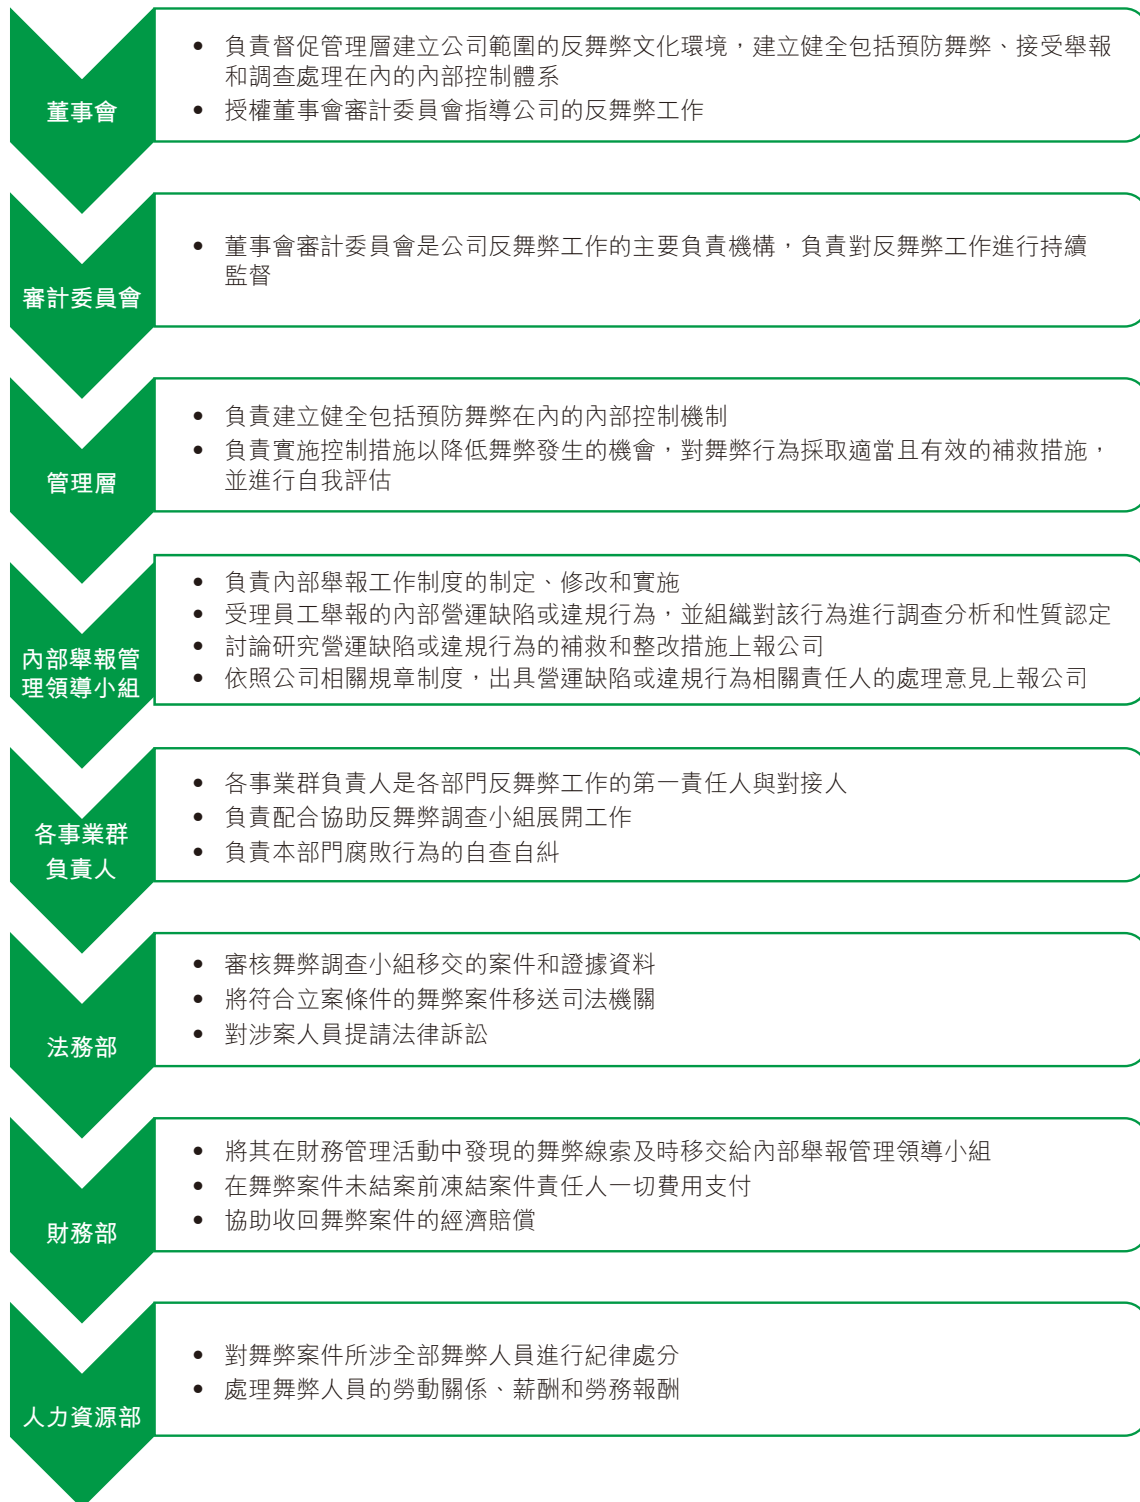 董事會
• 負責督促管理層建立公司範圍的反舞弊文化環境，建立健全包括預防舞弊、接受舉報
和調查處理在內的內部控制體系
• 授權董事會審計委員會指導公司的反舞弊工作
審計委員會
• 董事會審計委員會是公司反舞弊工作的主要負責機構，負責對反舞弊工作進行持續
監督
管理層
• 負責建立健全包括預防舞弊在內的內部控制機制
• 負責實施控制措施以降低舞弊發生的機會，對舞弊行為採取適當且有效的補救措施，
並進行自我評估
內部舉報管
理領導小組
• 負責內部舉報工作制度的制定、修改和實施
• 受理員工舉報的內部營運缺陷或違規行為，並組織對該行為進行調查分析和性質認定
• 討論研究營運缺陷或違規行為的補救和整改措施上報公司
• 依照公司相關規章制度，出具營運缺陷或違規行為相關責任人的處理意見上報公司
各事業群
負責人
• 各事業群負責人是各部門反舞弊工作的第一責任人與對接人
• 負責配合協助反舞弊調查小組展開工作
• 負責本部門腐敗行為的自查自糾
法務部
• 審核舞弊調查小組移交的案件和證據資料
• 將符合立案條件的舞弊案件移送司法機關
• 對涉案人員提請法律訴訟
財務部
• 將其在財務管理活動中發現的舞弊線索及時移交給內部舉報管理領導小組
• 在舞弊案件未結案前凍結案件責任人一切費用支付
• 協助收回舞弊案件的經濟賠償
人力資源部
• 對舞弊案件所涉全部舞弊人員進行紀律處分
• 處理舞弊人員的勞動關係、薪酬和勞務報酬